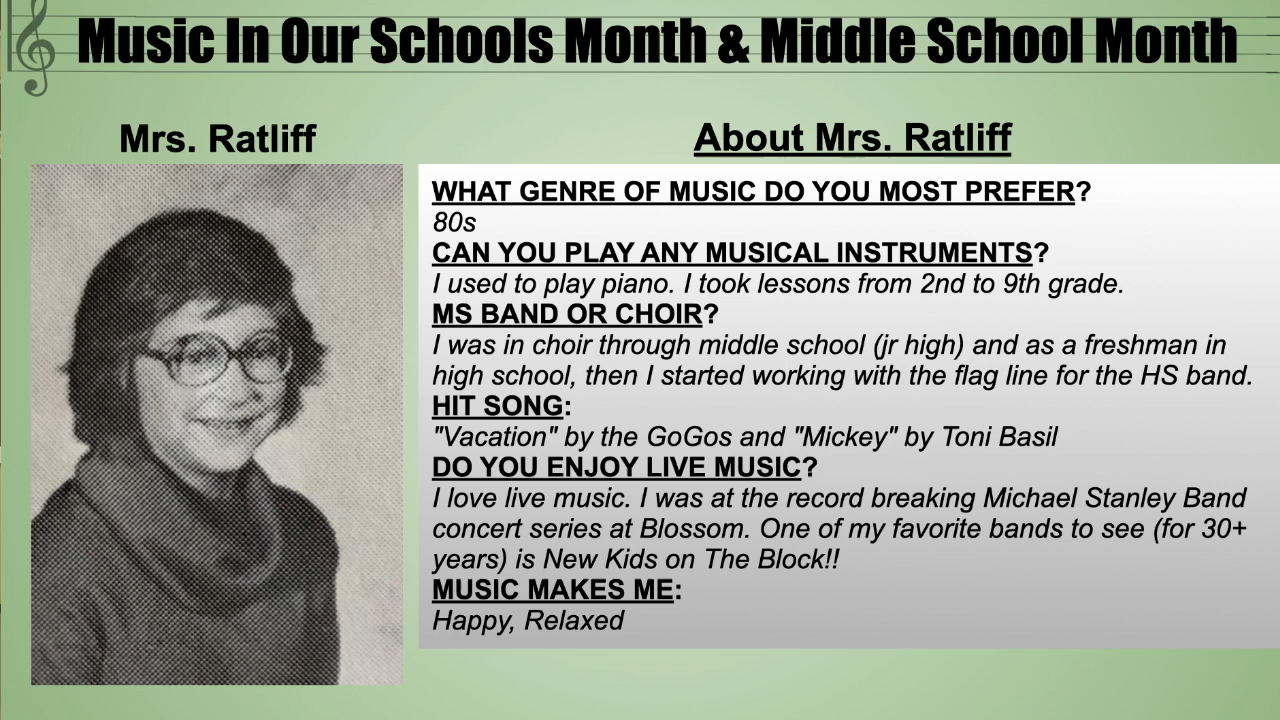 Music In Our Schools Month & Middle School Month
Mrs. Ratliff
About Mrs. Ratliff
WHAT GENRE OF MUSIC DO YOU MOST PREFER?
80s
CAN YOU PLAY ANY MUSICAL INSTRUMENTS?
I used to play piano. I took lessons from 2nd to 9th grade.
MS BAND OR CHOIR?
I was in choir through middle school (jr high) and as a freshman in
high school, then I started working with the flag line for the HS band.
HIT SONG:
"Vacation" by the GoGos and "Mickey" by Toni Basil
DO YOU ENJOY LIVE MUSIC?
I love live music. I was at the record breaking Michael Stanley Band
concert series at Blossom. One of my favorite bands to see (for 30+
years) is New Kids on The Block!!
MUSIC MAKES ME:
Happy, Relaxed